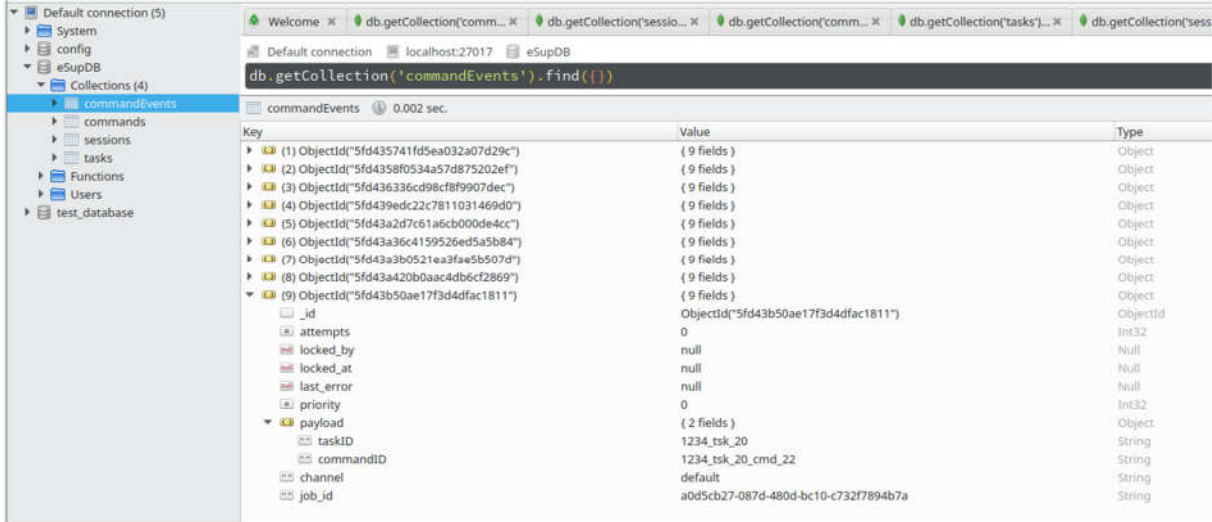 Default connection (5)
System
config
eSupDB
Collections (4)
commandEvents
commands
sessions
tasks
Functions
Users
test_database
Welcome db.getCollection('comm... db.getCollection('sessio... db.getCollection('comm... db.getCollection('tasks')... db.getCollection('sess
Default connection localhost:27017 eSupDB
db.getCollection('commandEvents').find({})
commandEvents 0.002 sec.
Key Value Type
(1) ObjectId("5fd435741fd5ea032a07d29c") { 9 fields } Object
(2) ObjectId("5fd4358f0534a57d875202ef") { 9 fields } Object
(3) ObjectId("5fd436336cd98cf8f9907dec") { 9 fields } Object
(4) ObjectId("5fd439edc22c7811031469d0") { 9 fields } Object
(5) ObjectId("5fd43a2d7c61a6cb000de4cc") { 9 fields } Object
(6) ObjectId("5fd43a36c4159526ed5a5b84") { 9 fields } Object
(7) ObjectId("5fd43a3b0521ea3fae5b507d") { 9 fields } Object
(8) ObjectId("5fd43a420b0aac4db6cf2869") { 9 fields } Object
(9) ObjectId("5fd43b50ae17f3d4dfac1811") { 9 fields } Object
_id ObjectId("5fd43b50ae17f3d4dfac1811") ObjectId
attempts 0 Int32
locked_by null Null
locked_at null Null
last_error null Null
priority 0 Int32
payload { 2 fields } Object
taskID 1234_tsk_20 String
commandID 1234_tsk_20_cmd_22 String
channel default String
job_id a0d5cb27-087d-480d-bc10-c732f7894b7a String